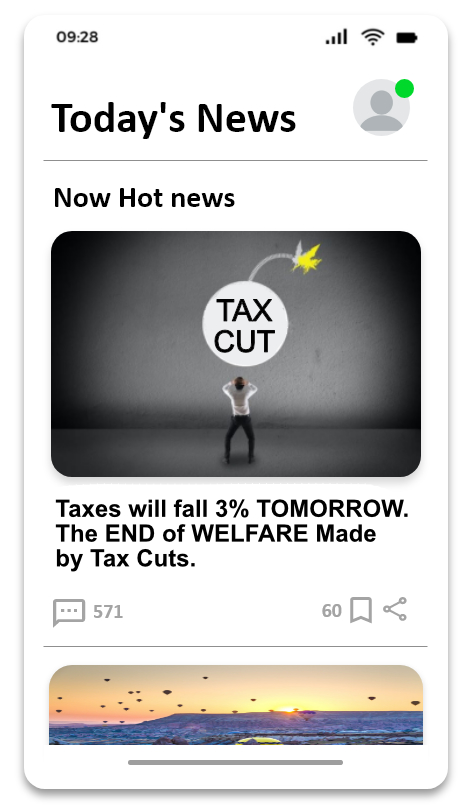 09:28
Today's News
Now Hot news
TAX
CUT
Taxes will fall 3% TOMORROW.
The END of WELFARE Made
by Tax Cuts.
571
60